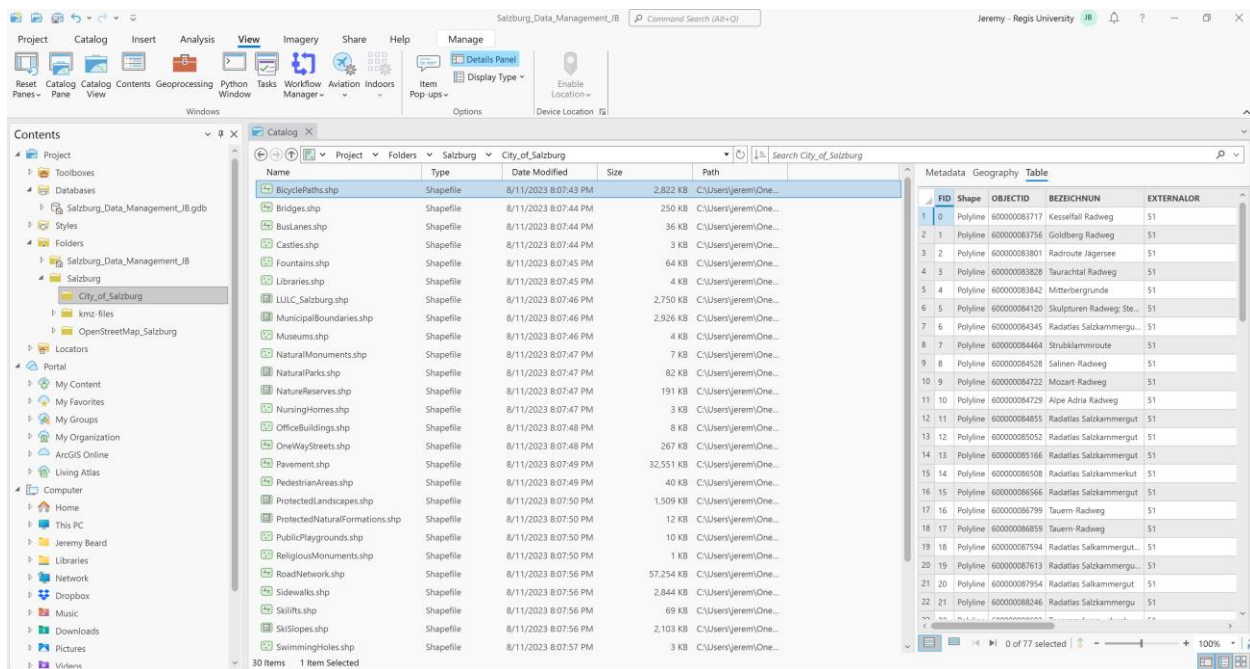 Salzburg_Data_Management_JB
Command Search (Alt+Q)
Jeremy - Regis University JB
Project Catalog Insert Analysis View Imagery Share Help Manage
Reset Panes
Catalog Pane
Catalog View
Contents
Geoprocessing
Python Window
Tasks
Workflow Manager
Aviation
Indoors
Windows
Item Pop-ups
Details Panel
Display Type
Options
Enable Location
Device Location
Contents
Project
Toolboxes
Databases
Salzburg_Data_Management_JB.gdb
Styles
Folders
Salzburg_Data_Management_JB
Salzburg
City_of_Salzburg
kmz-files
OpenStreetMap_Salzburg
Locators
Portal
My Content
My Favorites
My Groups
My Organization
ArcGIS Online
Living Atlas
Computer
Home
This PC
Jeremy Beard
Libraries
Network
Dropbox
Music
Downloads
Pictures
Videos
Catalog
Project Folders Salzburg City_of_Salzburg
Search City_of_Salzburg
Name Type Date Modified Size Path
BicyclePaths.shp Shapefile 8/11/2023 8:07:43 PM 2,822 KB C:\Users\jerem\One...
Bridges.shp Shapefile 8/11/2023 8:07:44 PM 250 KB C:\Users\jerem\One...
BusLanes.shp Shapefile 8/11/2023 8:07:44 PM 36 KB C:\Users\jerem\One...
Castles.shp Shapefile 8/11/2023 8:07:44 PM 3 KB C:\Users\jerem\One...
Fountains.shp Shapefile 8/11/2023 8:07:45 PM 64 KB C:\Users\jerem\One...
Libraries.shp Shapefile 8/11/2023 8:07:45 PM 4 KB C:\Users\jerem\One...
LULC_Salzburg.shp Shapefile 8/11/2023 8:07:46 PM 2,750 KB C:\Users\jerem\One...
MunicipalBoundaries.shp Shapefile 8/11/2023 8:07:46 PM 2,926 KB C:\Users\jerem\One...
Museums.shp Shapefile 8/11/2023 8:07:46 PM 4 KB C:\Users\jerem\One...
NaturalMonuments.shp Shapefile 8/11/2023 8:07:47 PM 7 KB C:\Users\jerem\One...
NaturalParks.shp Shapefile 8/11/2023 8:07:47 PM 82 KB C:\Users\jerem\One...
NatureReserves.shp Shapefile 8/11/2023 8:07:47 PM 191 KB C:\Users\jerem\One...
NursingHomes.shp Shapefile 8/11/2023 8:07:47 PM 3 KB C:\Users\jerem\One...
OfficeBuildings.shp Shapefile 8/11/2023 8:07:48 PM 8 KB C:\Users\jerem\One...
OneWayStreets.shp Shapefile 8/11/2023 8:07:48 PM 267 KB C:\Users\jerem\One...
Pavement.shp Shapefile 8/11/2023 8:07:49 PM 32,551 KB C:\Users\jerem\One...
PedestrianAreas.shp Shapefile 8/11/2023 8:07:49 PM 40 KB C:\Users\jerem\One...
ProtectedLandscapes.shp Shapefile 8/11/2023 8:07:50 PM 1,509 KB C:\Users\jerem\One...
ProtectedNaturalFormations.shp Shapefile 8/11/2023 8:07:50 PM 12 KB C:\Users\jerem\One...
PublicPlaygrounds.shp Shapefile 8/11/2023 8:07:50 PM 10 KB C:\Users\jerem\One...
ReligiousMonuments.shp Shapefile 8/11/2023 8:07:50 PM 1 KB C:\Users\jerem\One...
RoadNetwork.shp Shapefile 8/11/2023 8:07:56 PM 57,254 KB C:\Users\jerem\One...
Sidewalks.shp Shapefile 8/11/2023 8:07:56 PM 2,844 KB C:\Users\jerem\One...
Skilifts.shp Shapefile 8/11/2023 8:07:56 PM 69 KB C:\Users\jerem\One...
SkiSlopes.shp Shapefile 8/11/2023 8:07:56 PM 2,103 KB C:\Users\jerem\One...
SwimmingHoles.shp Shapefile 8/11/2023 8:07:57 PM 3 KB C:\Users\jerem\One...
30 Items 1 Item Selected
Metadata Geography Table
FID Shape OBJECTID BEZEICHNUN EXTERNALOR
1 0 Polyline 600000083717 Kesselfall Radweg 51
2 1 Polyline 600000083756 Goldberg Radweg 51
3 2 Polyline 600000083801 Radroute Jägersee 51
4 3 Polyline 600000083828 Taurachtal Radweg 51
5 4 Polyline 600000083842 Mitterbergrunde 51
6 5 Polyline 600000084120 Skulpturen Radweg; Ste... 51
7 6 Polyline 600000084345 Radatlas Salzkammergu... 51
8 7 Polyline 600000084464 Strubklammroute 51
9 8 Polyline 600000084528 Salinen-Radweg 51
10 9 Polyline 600000084722 Mozart-Radweg 51
11 10 Polyline 600000084729 Alpe Adria Radweg 51
12 11 Polyline 600000084855 Radatlas Salzkammergut 51
13 12 Polyline 600000085052 Radatlas Salzkammergut 51
14 13 Polyline 600000085166 Radatlas Salzkammergut 51
15 14 Polyline 600000086508 Radatlas Salzkammerkut 51
16 15 Polyline 600000086566 Radatlas Salzkammergut 51
17 16 Polyline 600000086799 Tauern-Radweg 51
18 17 Polyline 600000086859 Tauern-Radweg 51
19 18 Polyline 600000087594 Radatlas Salkammergut... 51
20 19 Polyline 600000087613 Radatlas Salzkammergu... 51
21 20 Polyline 600000087954 Radatlas Salkammergut 51
22 21 Polyline 600000088246 Radatlas Salzkammergu 51
0 of 77 selected
100%